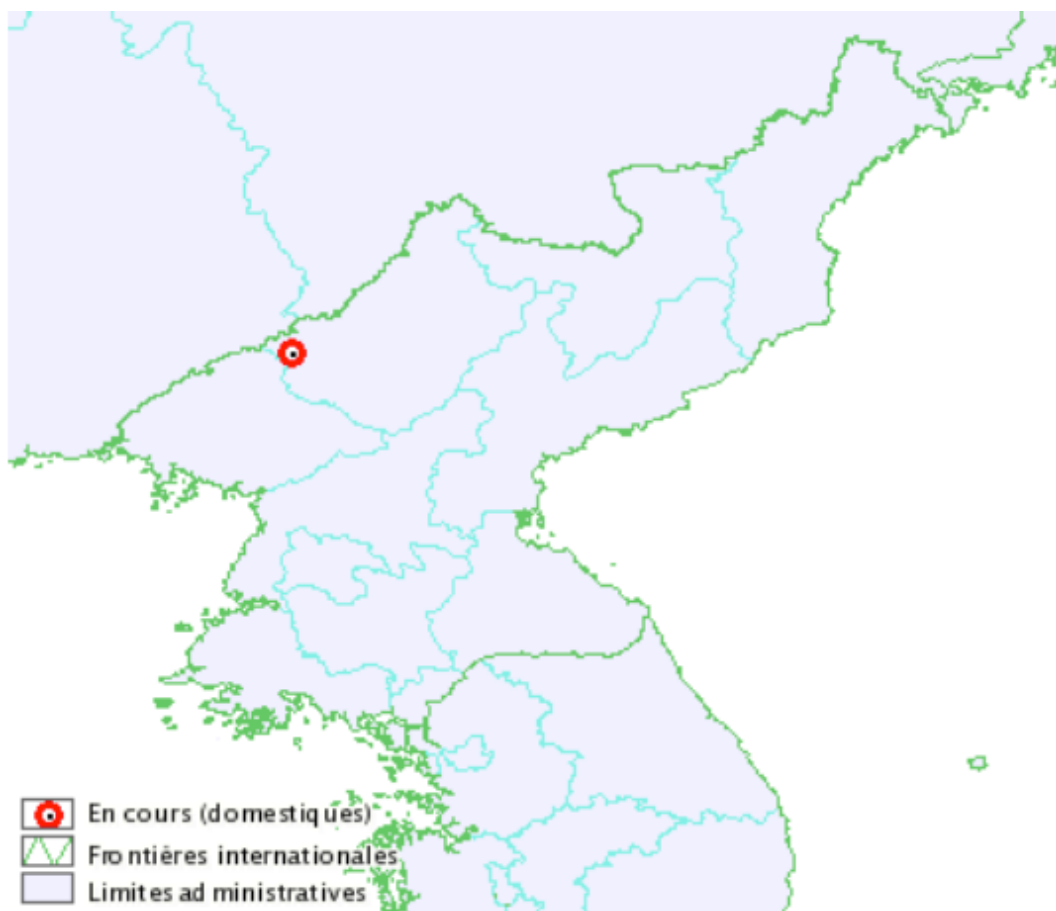 En cours (domestiques)
Frontières internationales
Limites administratives